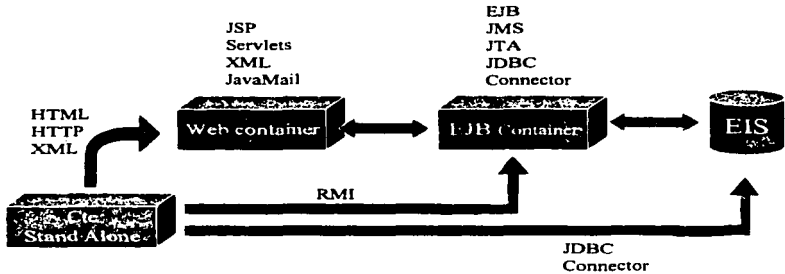 JSP
Servlets
XML
JavaMail
EJB
JMS
JTA
JDBC
Connector
HTML
HTTP
XML
Web container
EJB Container
EIS
Cte.
Stand Alone.
RMI
JDBC
Connector